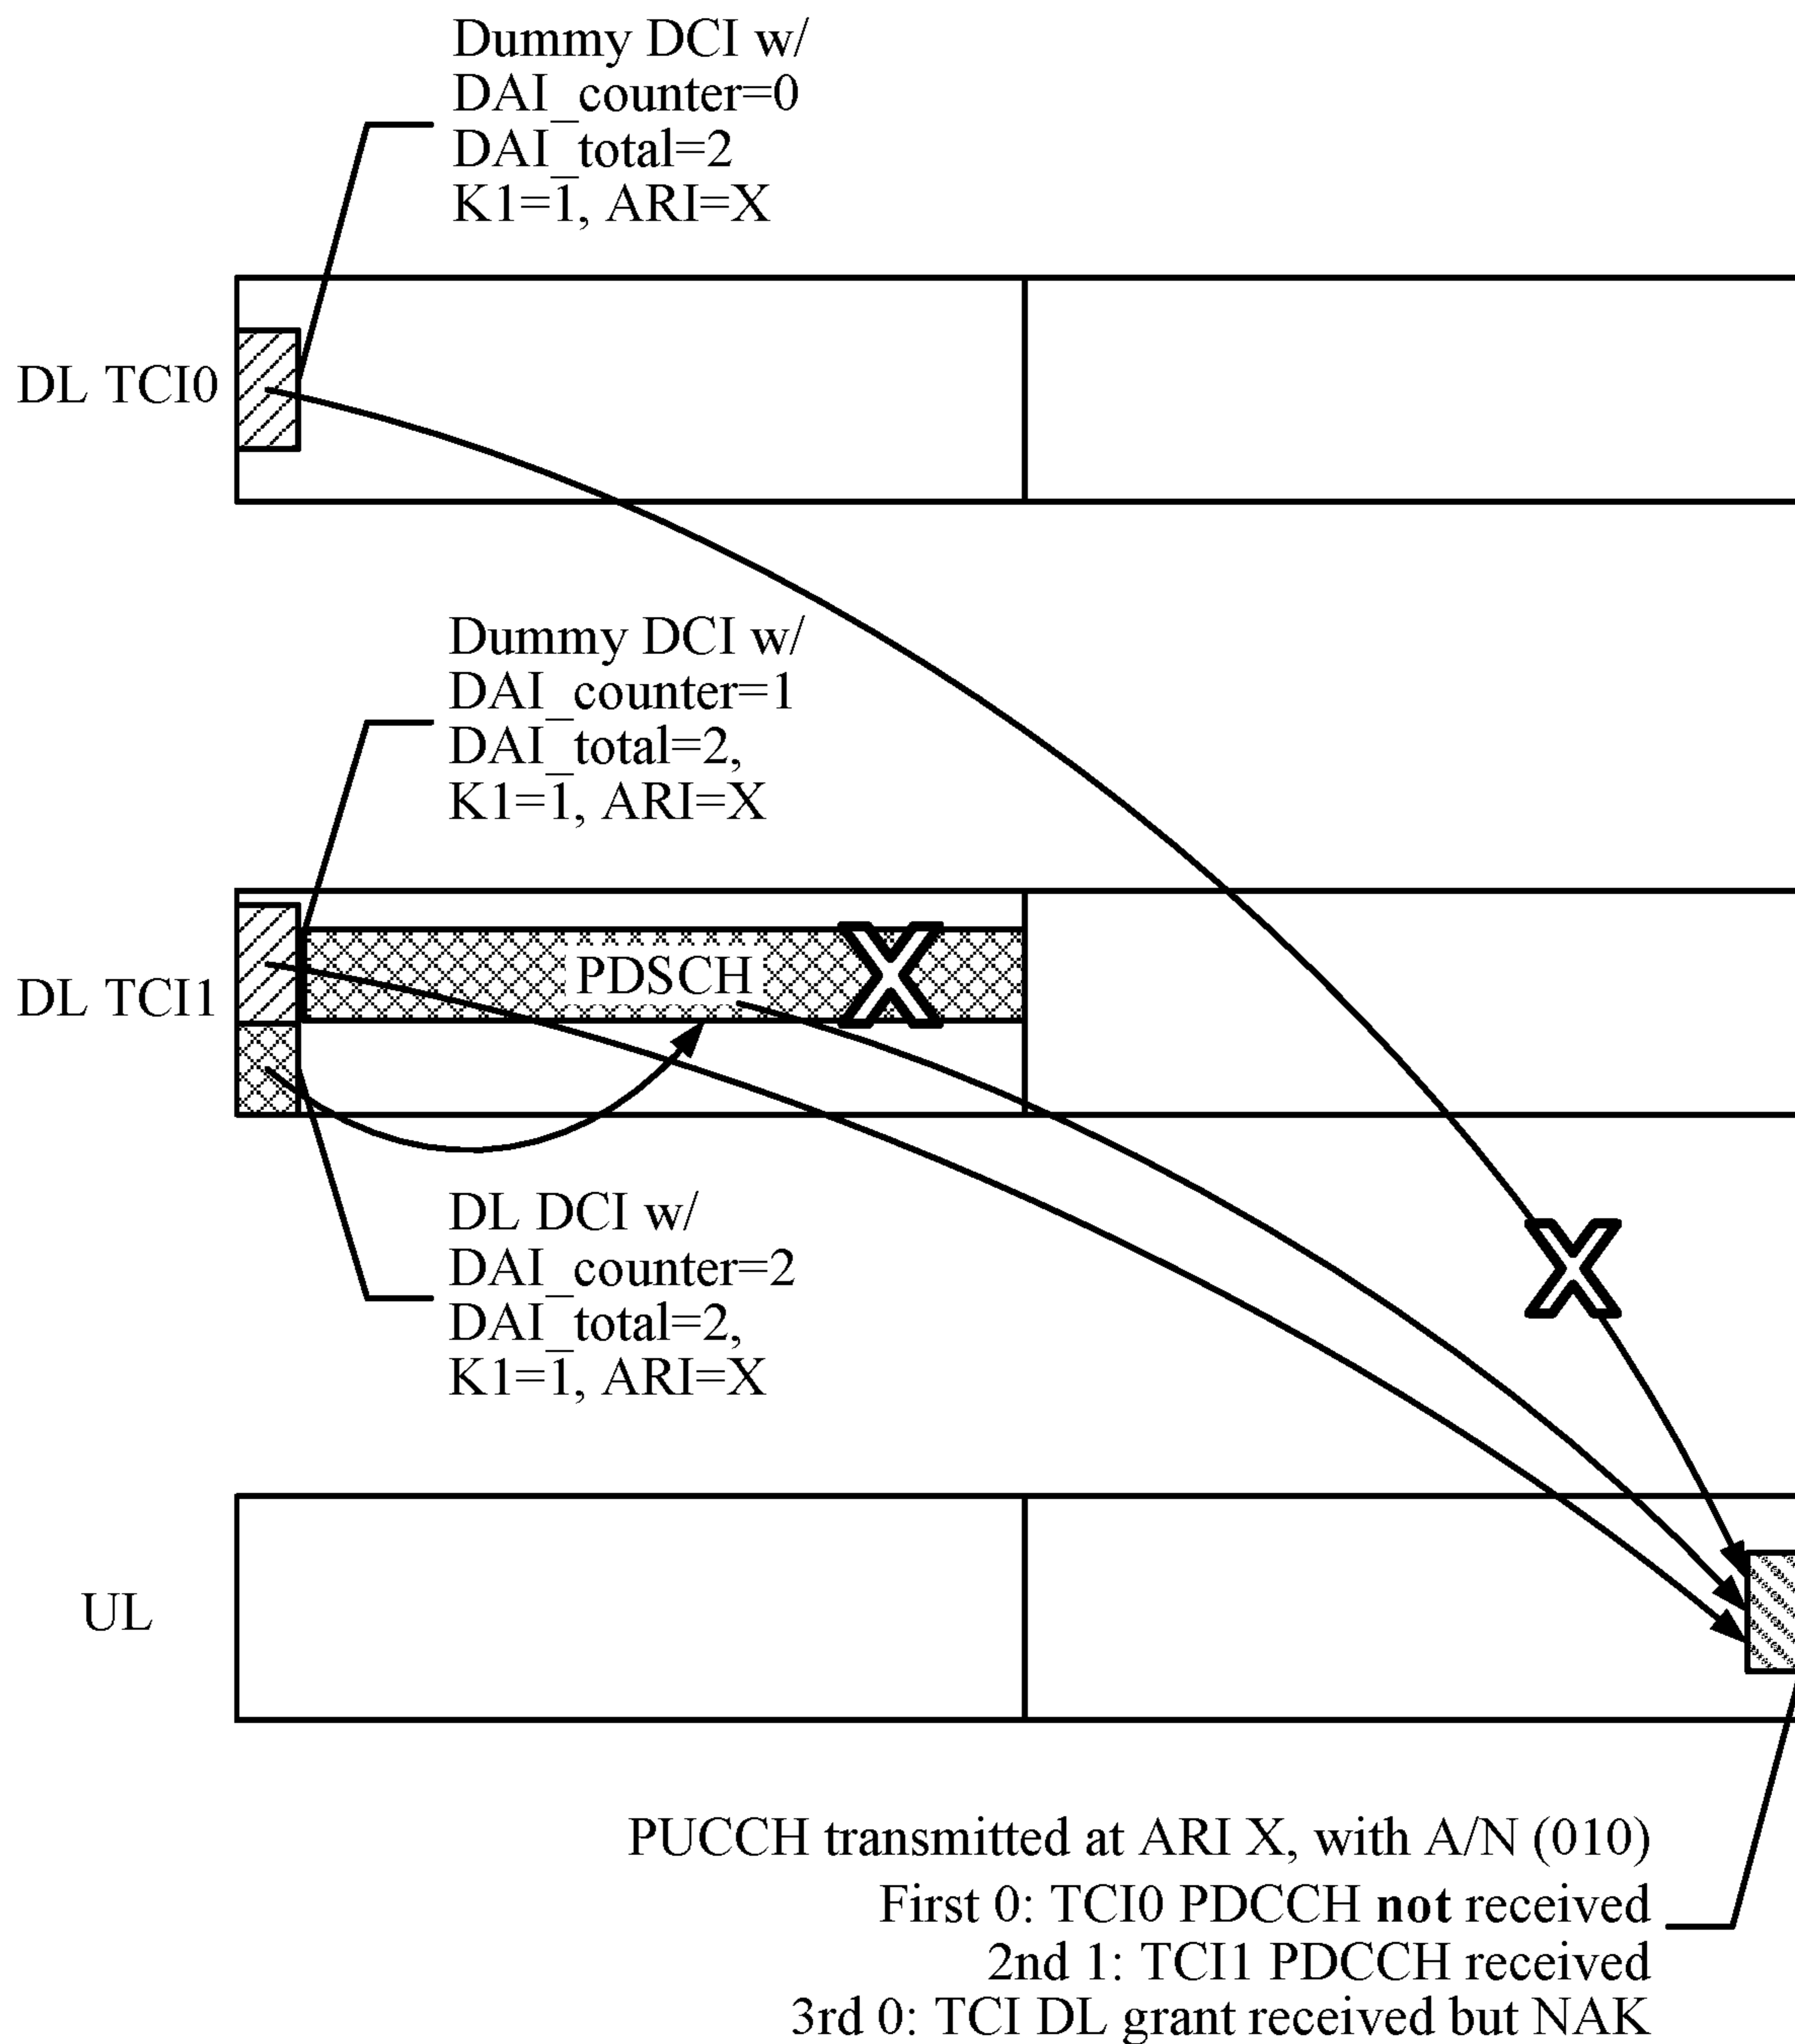 Dummy DCI w/
DAI_counter=0
DAI_total=2
K1=1, ARI=X
DL TCI0
Dummy DCI w/
DAI_counter=1
DAI_total=2,
K1=1, ARI=X
PDSCH
X
DL TCI1
DL DCI w/
DAI_counter=2
DAI_total=2,
K1=1, ARI=X
X
UL
PUCCH transmitted at ARI X, with A/N (010)
First 0: TCI0 PDCCH not received
2nd 1: TCI1 PDCCH received
3rd 0: TCI DL grant received but NAK